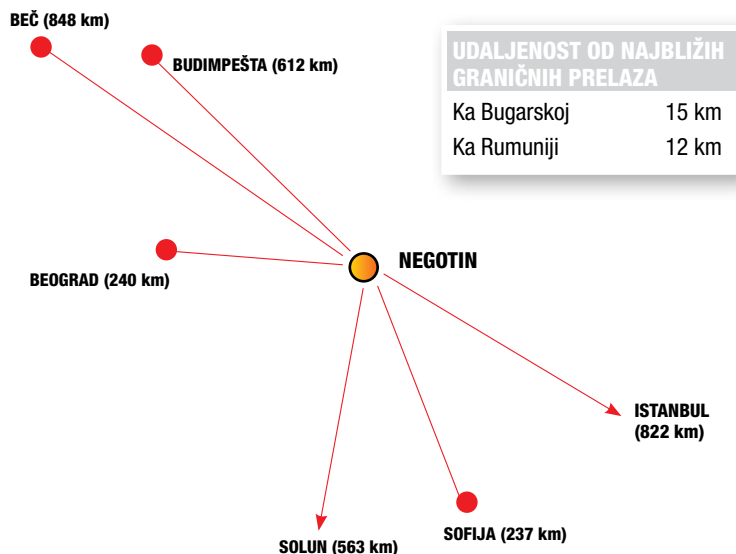 BEČ (848 km)
BUDIMPEŠTA (612 km)
UDALJENOST OD NAJBLIŽIH
GRANIČNIH PRELAZA
Ka Bugarskoj 15 km
Ka Rumuniji 12 km
NEGOTIN
BEOGRAD (240 km)
ISTANBUL
(822 km)
SOFIJA (237 km)
SOLUN (563 km)